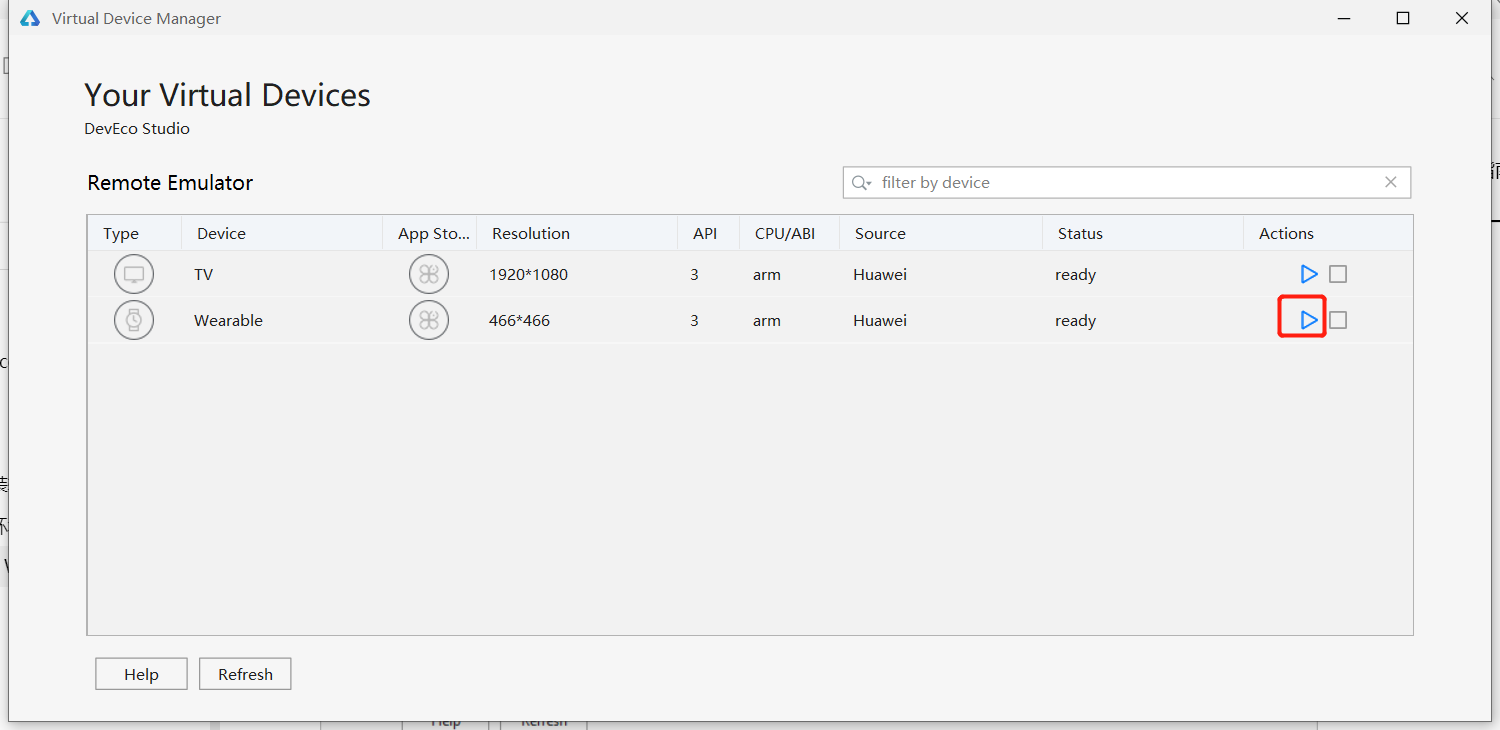 Virtual Device Manager
Your Virtual Devices
DevEco Studio
Remote Emulator
filter by device
Type Device App Sto... Resolution API CPU/ABI Source Status Actions
TV 1920*1080 3 arm Huawei ready
Wearable 466*466 3 arm Huawei ready
Help Refresh
Help Refresh